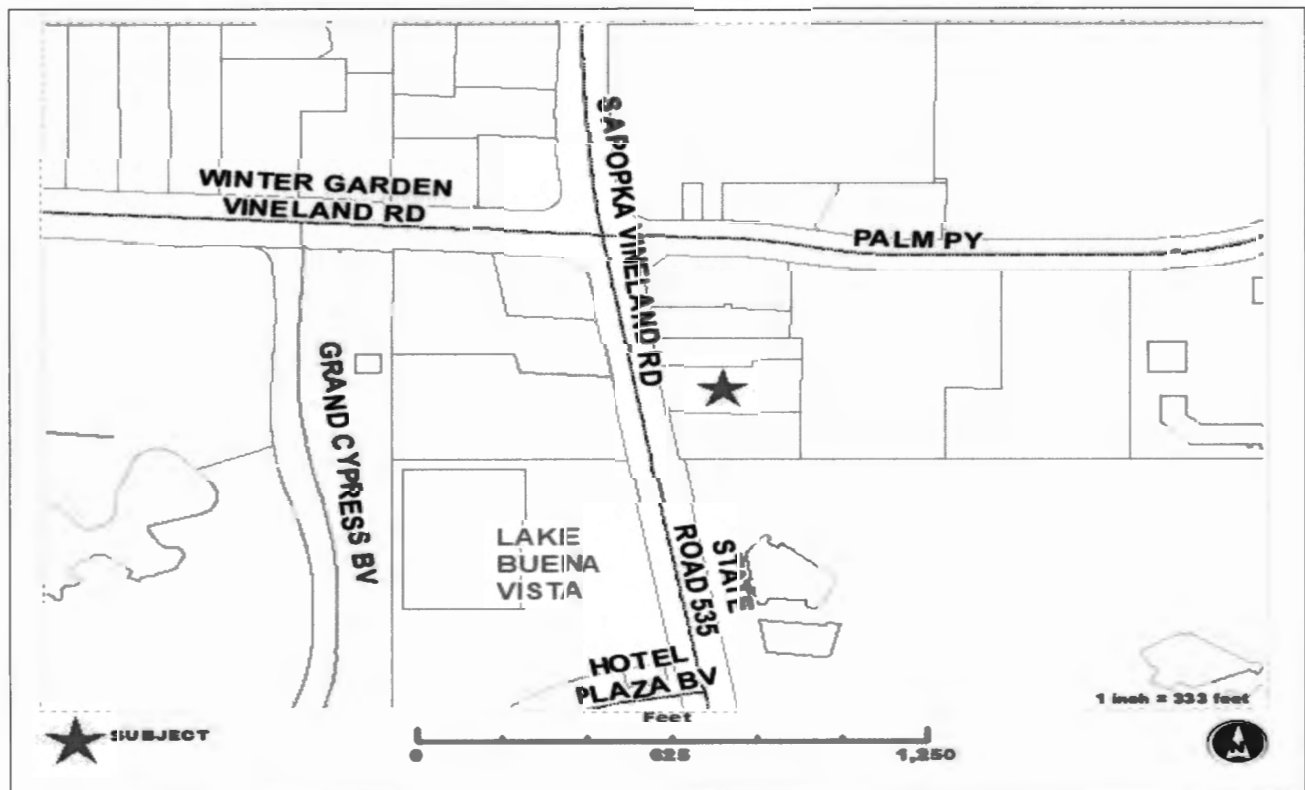 WINTER GARDEN
VINELAND RD
S APOPKA VINELAND RD
PALM PY
GRAND CYPRESS BV
LAKE
BUENA
VISTA
STATE
ROAD 535
HOTEL
PLAZA BV
1 inch = 333 feet
SUBJECT
Feet
0 625 1,250
N